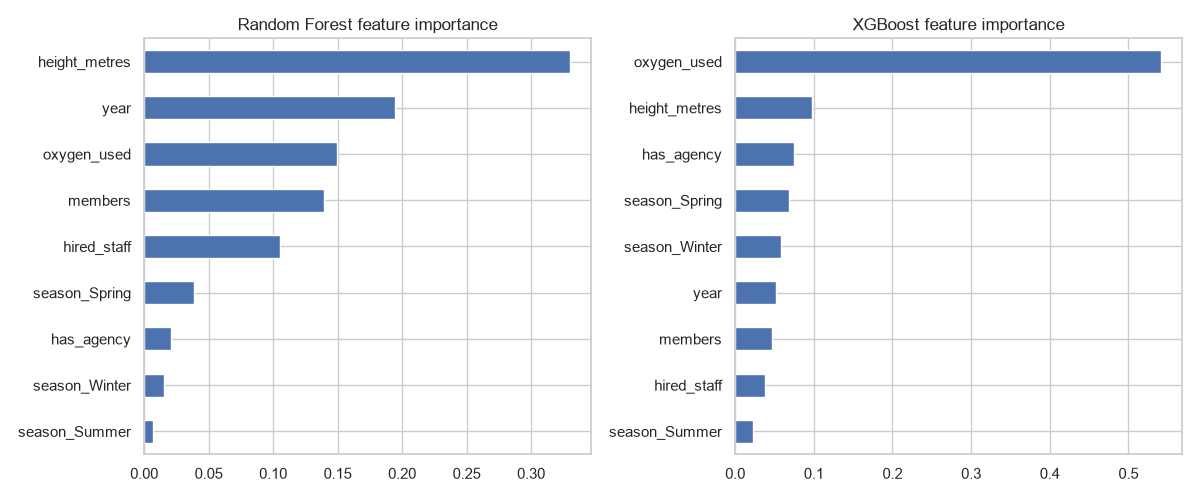 Random Forest feature importance
height_metres
year
oxygen_used
members
hired_staff
season_Spring
has_agency
season_Winter
season_Summer
0.00 0.05 0.10 0.15 0.20 0.25 0.30
XGBoost feature importance
oxygen_used
height_metres
has_agency
season_Spring
season_Winter
year
members
hired_staff
season_Summer
0.0 0.1 0.2 0.3 0.4 0.5